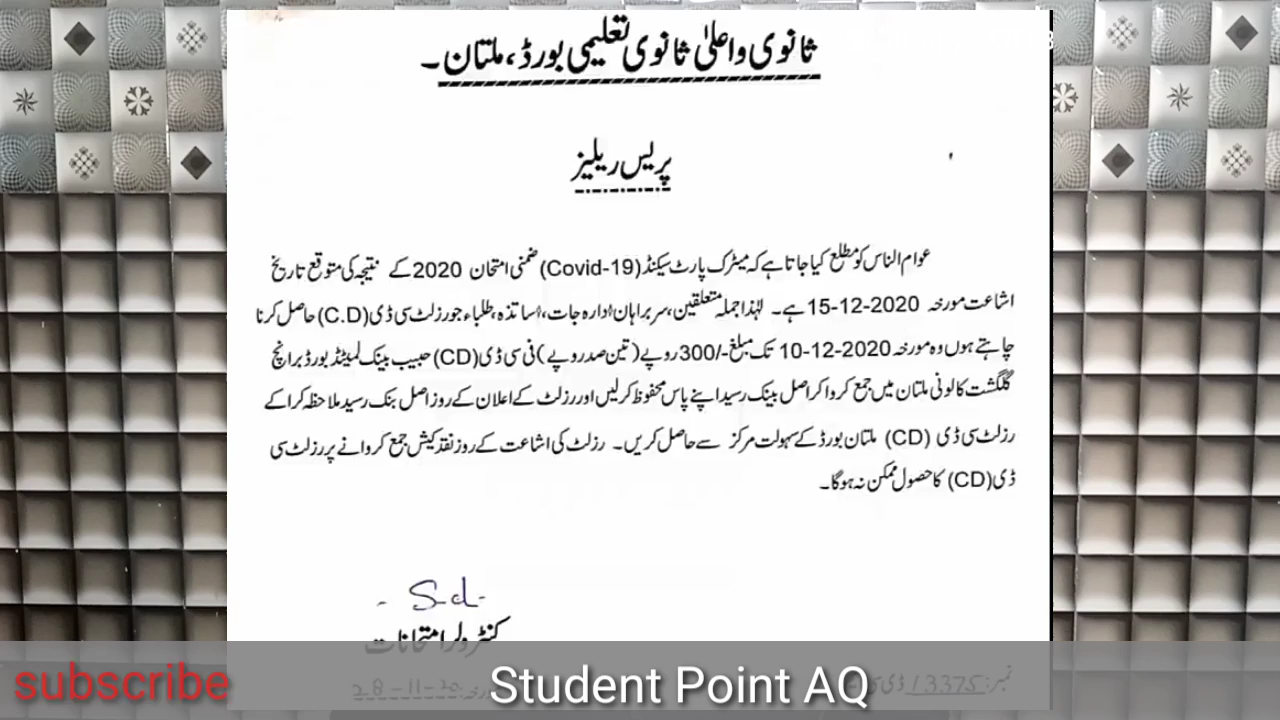 ثانوی و اعلیٰ ثانوی تعلیمی بورڈ، ملتان۔
پریس ریلیز
عوام الناس کو مطلع کیا جاتا ہے کہ میٹرک پارٹ سیکنڈ (Covid-19) ضمنی امتحان 2020 کے نتیجہ کی متوقع تاریخ
اشاعت مورخہ 15-12-2020 ہے۔ لہٰذا جملہ متعلقین، سربراہان ادارہ جات، اساتذہ، طلباء جو رزلٹ سی ڈی (C.D) حاصل کرنا
چاہتے ہوں وہ مورخہ 10-12-2020 تک مبلغ -/300 روپے (تین صد روپے) فی سی ڈی (CD) حبیب بینک لمیٹڈ بورڈ برانچ
گلگشت کالونی ملتان میں جمع کروا کر اصل بینک رسید اپنے پاس محفوظ کر لیں اور رزلٹ کے اعلان کے روز اصل بنک رسید ملاحظہ کرا کے
رزلٹ سی ڈی (CD) ملتان بورڈ کے سہولت مرکز سے حاصل کریں۔ رزلٹ کی اشاعت کے روز نقد کیش جمع کروانے پر رزلٹ سی
ڈی (CD) کا حصول ممکن نہ ہوگا۔
- Sd -
کنٹرولر امتحانات
نمبر: 13375 ڈی سی
28-11-20
subscribe
Student Point AQ